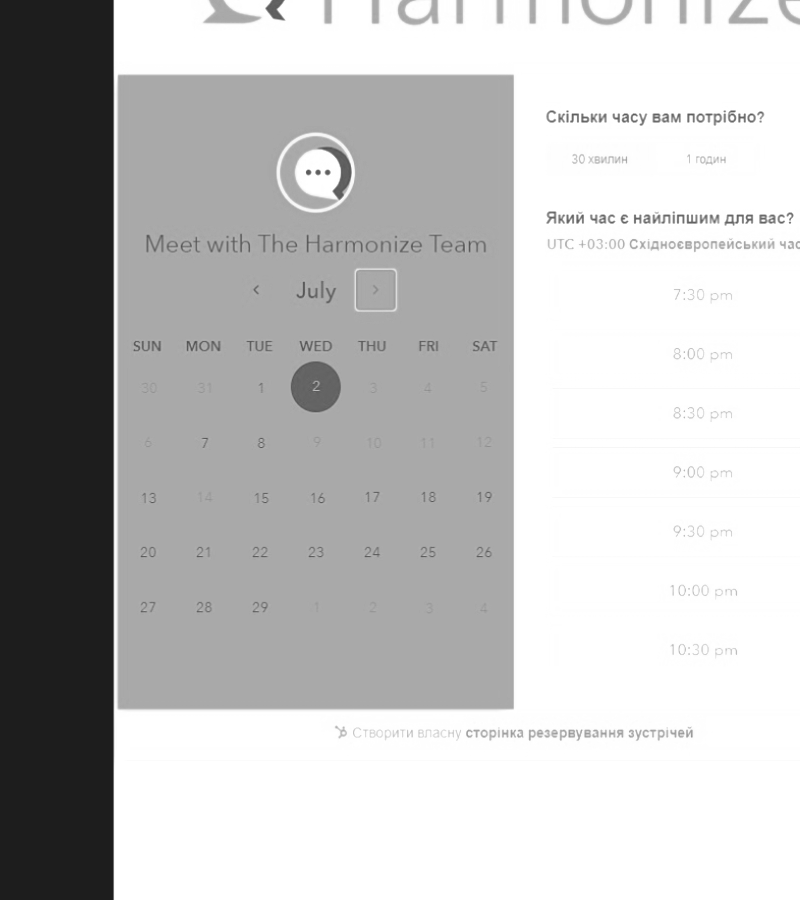 Harmonize
Meet with The Harmonize Team
July
SUN MON TUE WED THU FRI SAT
30 31 1 2 3 4 5
6 7 8 9 10 11 12
13 14 15 16 17 18 19
20 21 22 23 24 25 26
27 28 29 1 2 3 4
Скільки часу вам потрібно?
30 хвилин 1 годин
Який час є найліпшим для вас?
UTC +03:00 Східноєвропейський час
7:30 pm
8:00 pm
8:30 pm
9:00 pm
9:30 pm
10:00 pm
10:30 pm
Створити власну сторінка резервування зустрічей